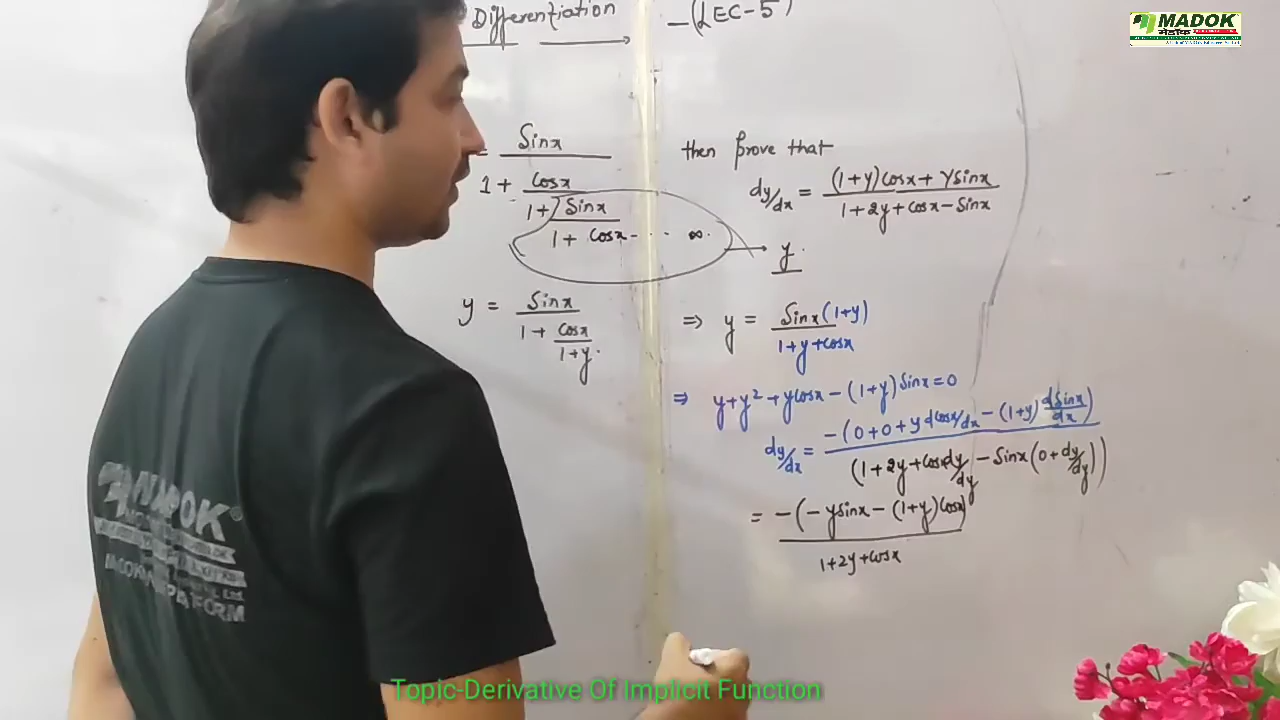 Differentiation - (LEC-5)
MADOK
= Sinx / 1 + Cosx / 1 + Sinx / 1 + Cosx - - - ∞.
then prove that
dy/dx = (1+y)Cosx + YSinx / 1+2y+Cosx-Sinx
y.
y = Sinx / 1 + Cosx / 1+y.
⇒ y = Sinx(1+y) / 1+y+Cosx
⇒ y+y² + yCosx - (1+y)Sinx=0
dy/dx = -(0+0+y dCosx/dx - (1+y) dSinx/dx) / (1+2y+Cosx dy/dy - Sinx(0+dy/dy))
= -(-ySinx - (1+y)Cosx) / 1+2y+Cosx
MADOK
Topic-Derivative Of Implicit Function